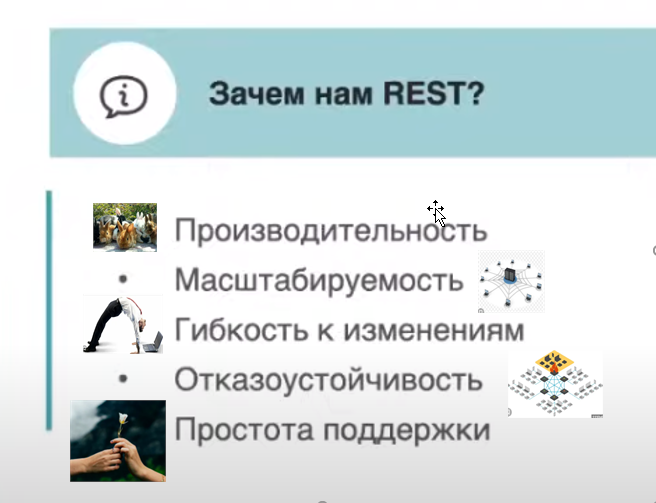 Зачем нам REST?
Производительность
• Масштабируемость
Гибкость к изменениям
• Отказоустойчивость
Простота поддержки